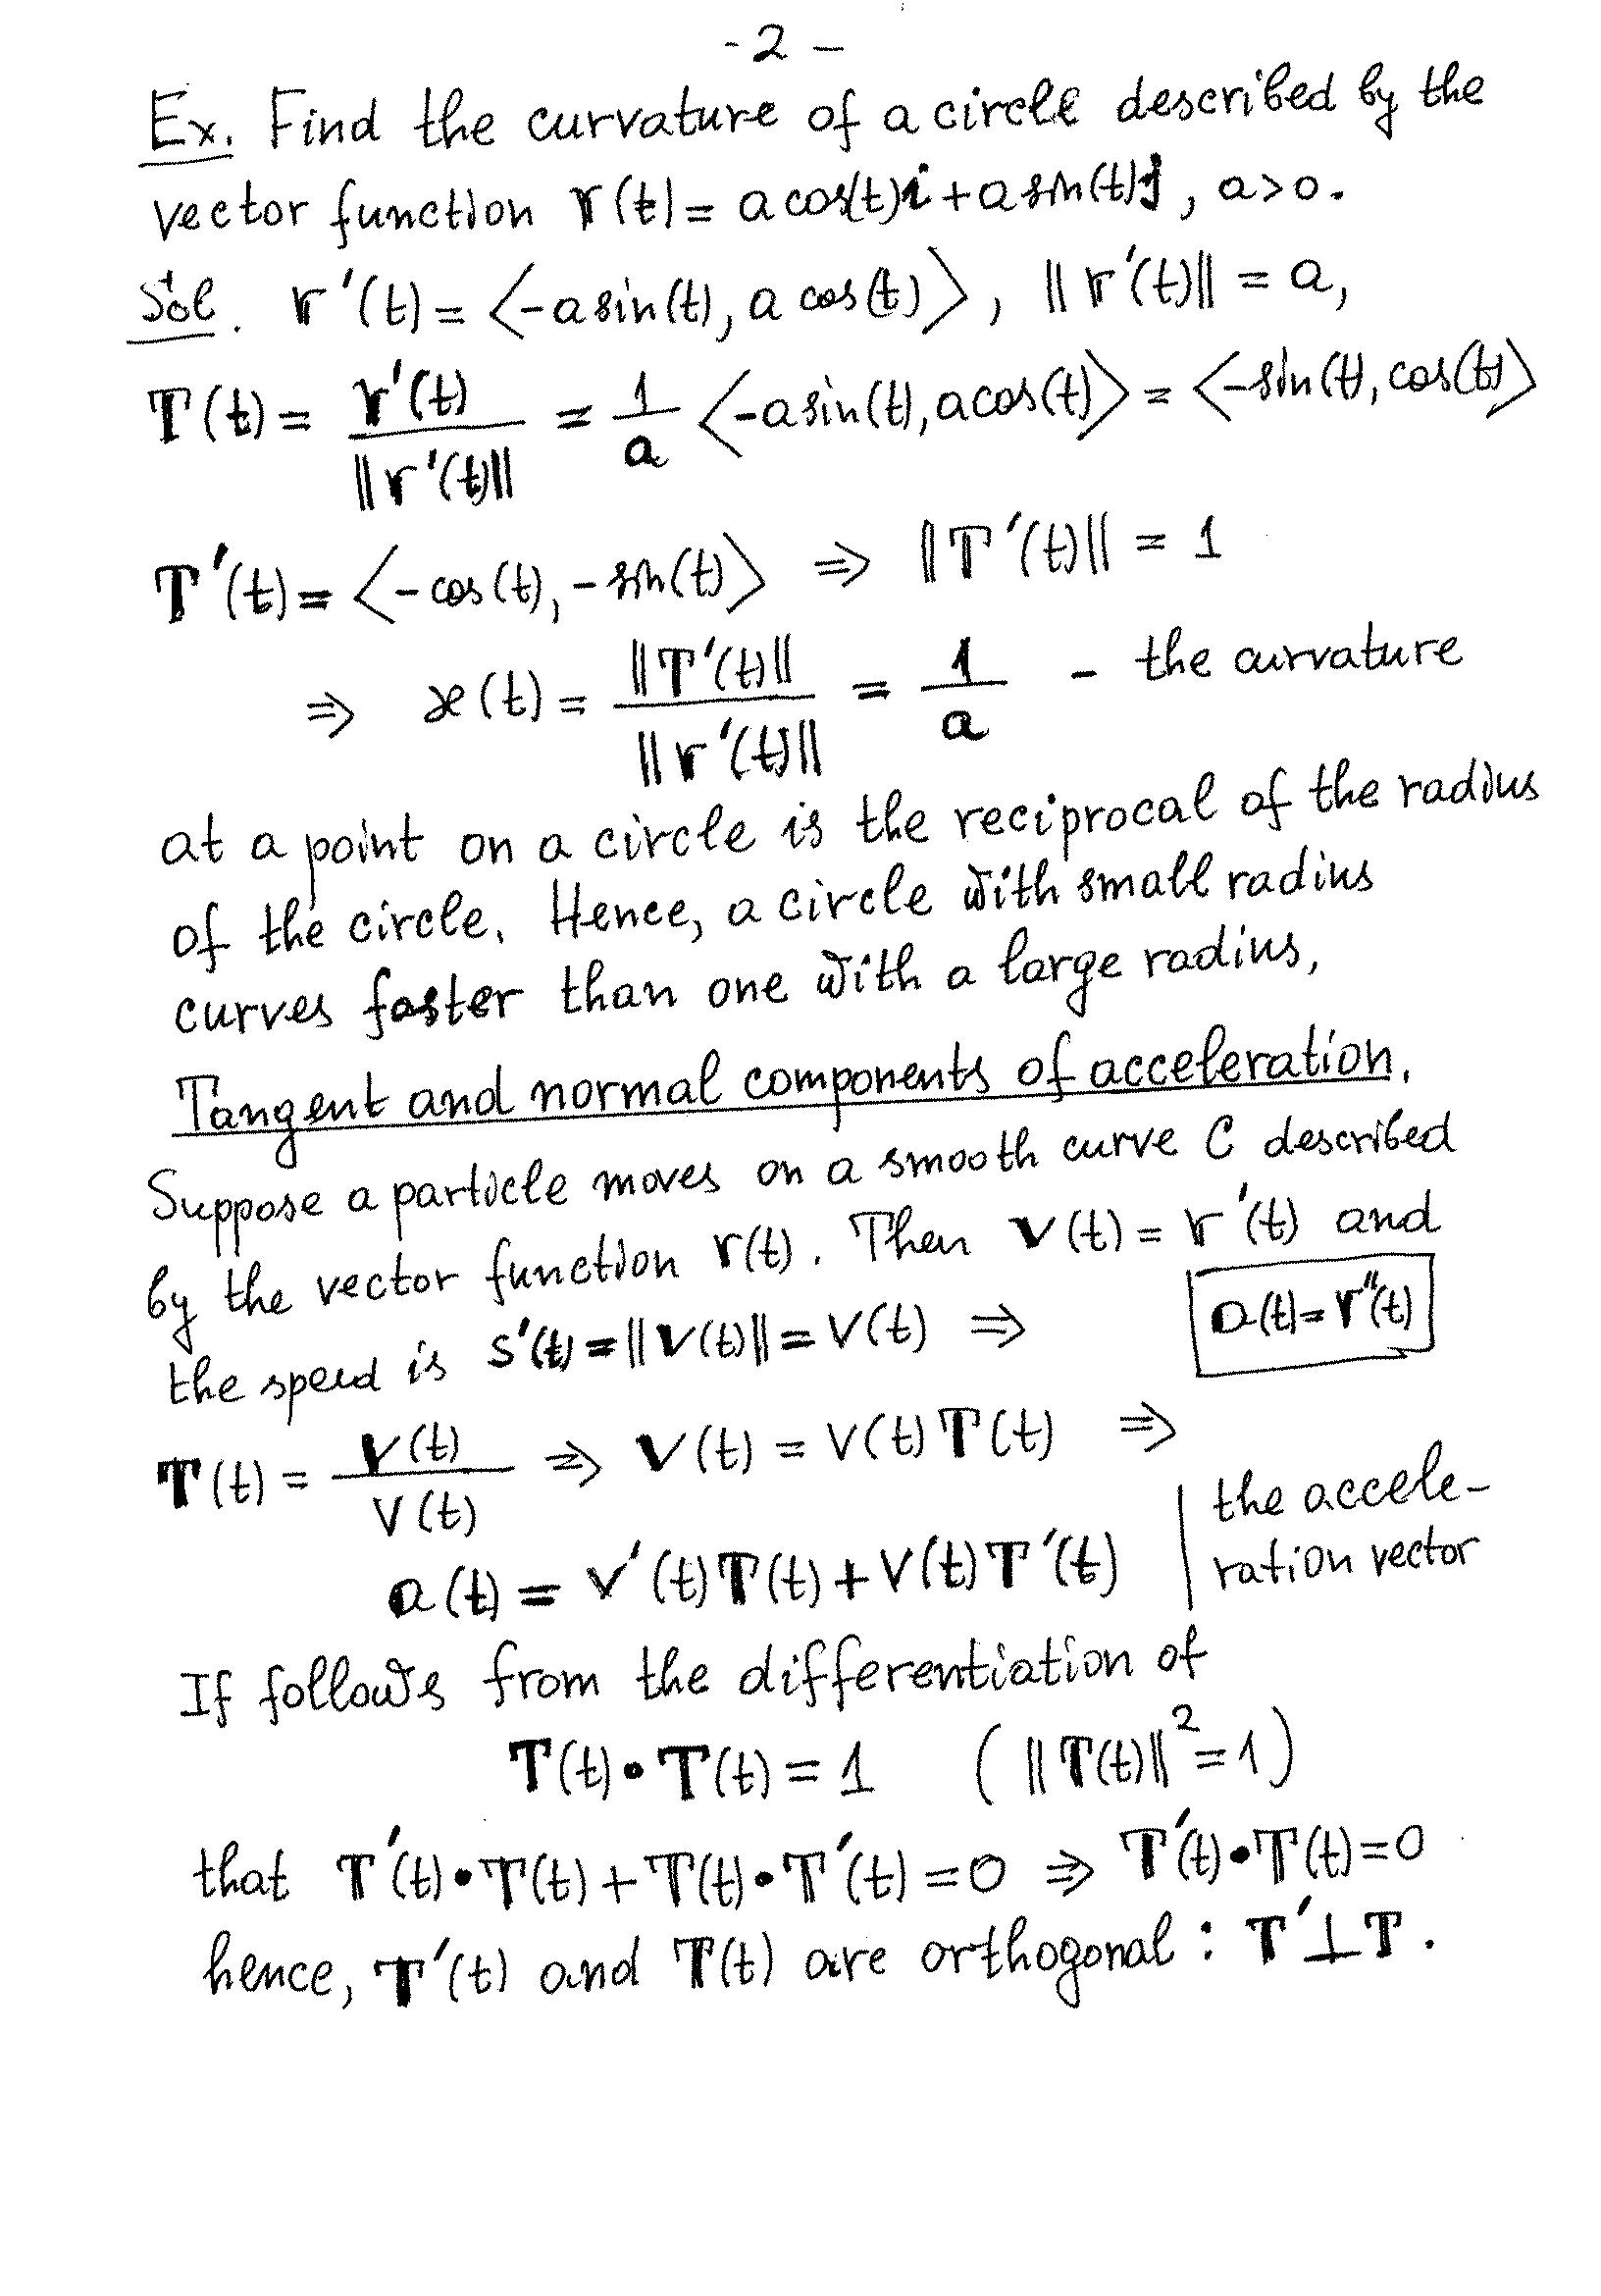 - 2 -
Ex. Find the curvature of a circle described by the
vector function r(t) = a cos(t) i + a sin(t) j , a > 0.
Sol. r'(t) = ⟨-a sin(t), a cos(t)⟩, ‖r'(t)‖ = a,
T(t) = r'(t) / ‖r'(t)‖ = 1/a ⟨-a sin(t), a cos(t)⟩ = ⟨-sin(t), cos(t)⟩
T'(t) = ⟨-cos(t), -sin(t)⟩ ⇒ ‖T'(t)‖ = 1
⇒ ϰ(t) = ‖T'(t)‖ / ‖r'(t)‖ = 1/a - the curvature
at a point on a circle is the reciprocal of the radius
of the circle. Hence, a circle with small radius
curves faster than one with a large radius.
Tangent and normal components of acceleration.
Suppose a particle moves on a smooth curve C described
by the vector function r(t). Then v(t) = r'(t) and
a(t) = r''(t)
the speed is s'(t) = ‖v(t)‖ = v(t) ⇒
T(t) = v(t) / v(t) ⇒ v(t) = v(t) T(t) ⇒
a(t) = v'(t) T(t) + v(t) T'(t) | the accele-
ration vector
If follows from the differentiation of
T(t) • T(t) = 1 ( ‖T(t)‖² = 1 )
that T'(t) • T(t) + T(t) • T'(t) = 0 ⇒ T'(t) • T(t) = 0
hence, T'(t) and T(t) are orthogonal : T' ⊥ T .